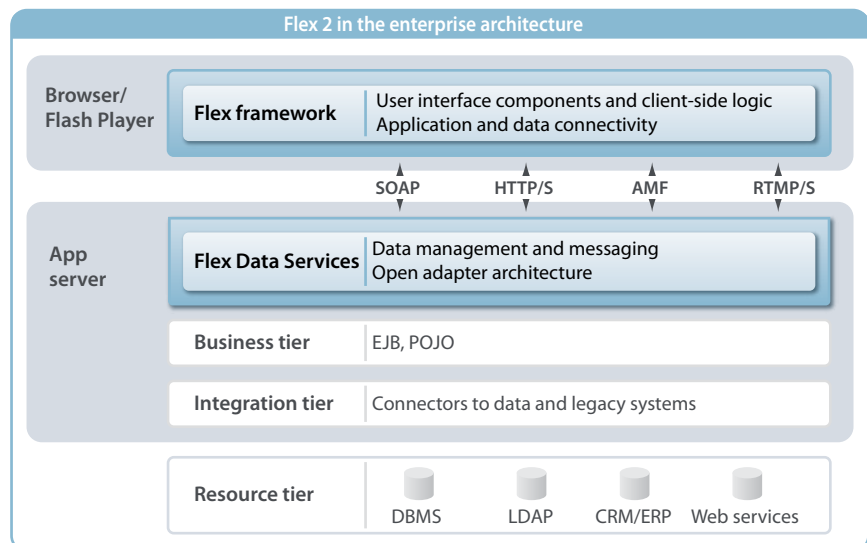 Flex 2 in the enterprise architecture
Browser/
Flash Player
Flex framework
User interface components and client-side logic
Application and data connectivity
SOAP
HTTP/S
AMF
RTMP/S
App
server
Flex Data Services
Data management and messaging
Open adapter architecture
Business tier
EJB, POJO
Integration tier
Connectors to data and legacy systems
Resource tier
DBMS
LDAP
CRM/ERP
Web services